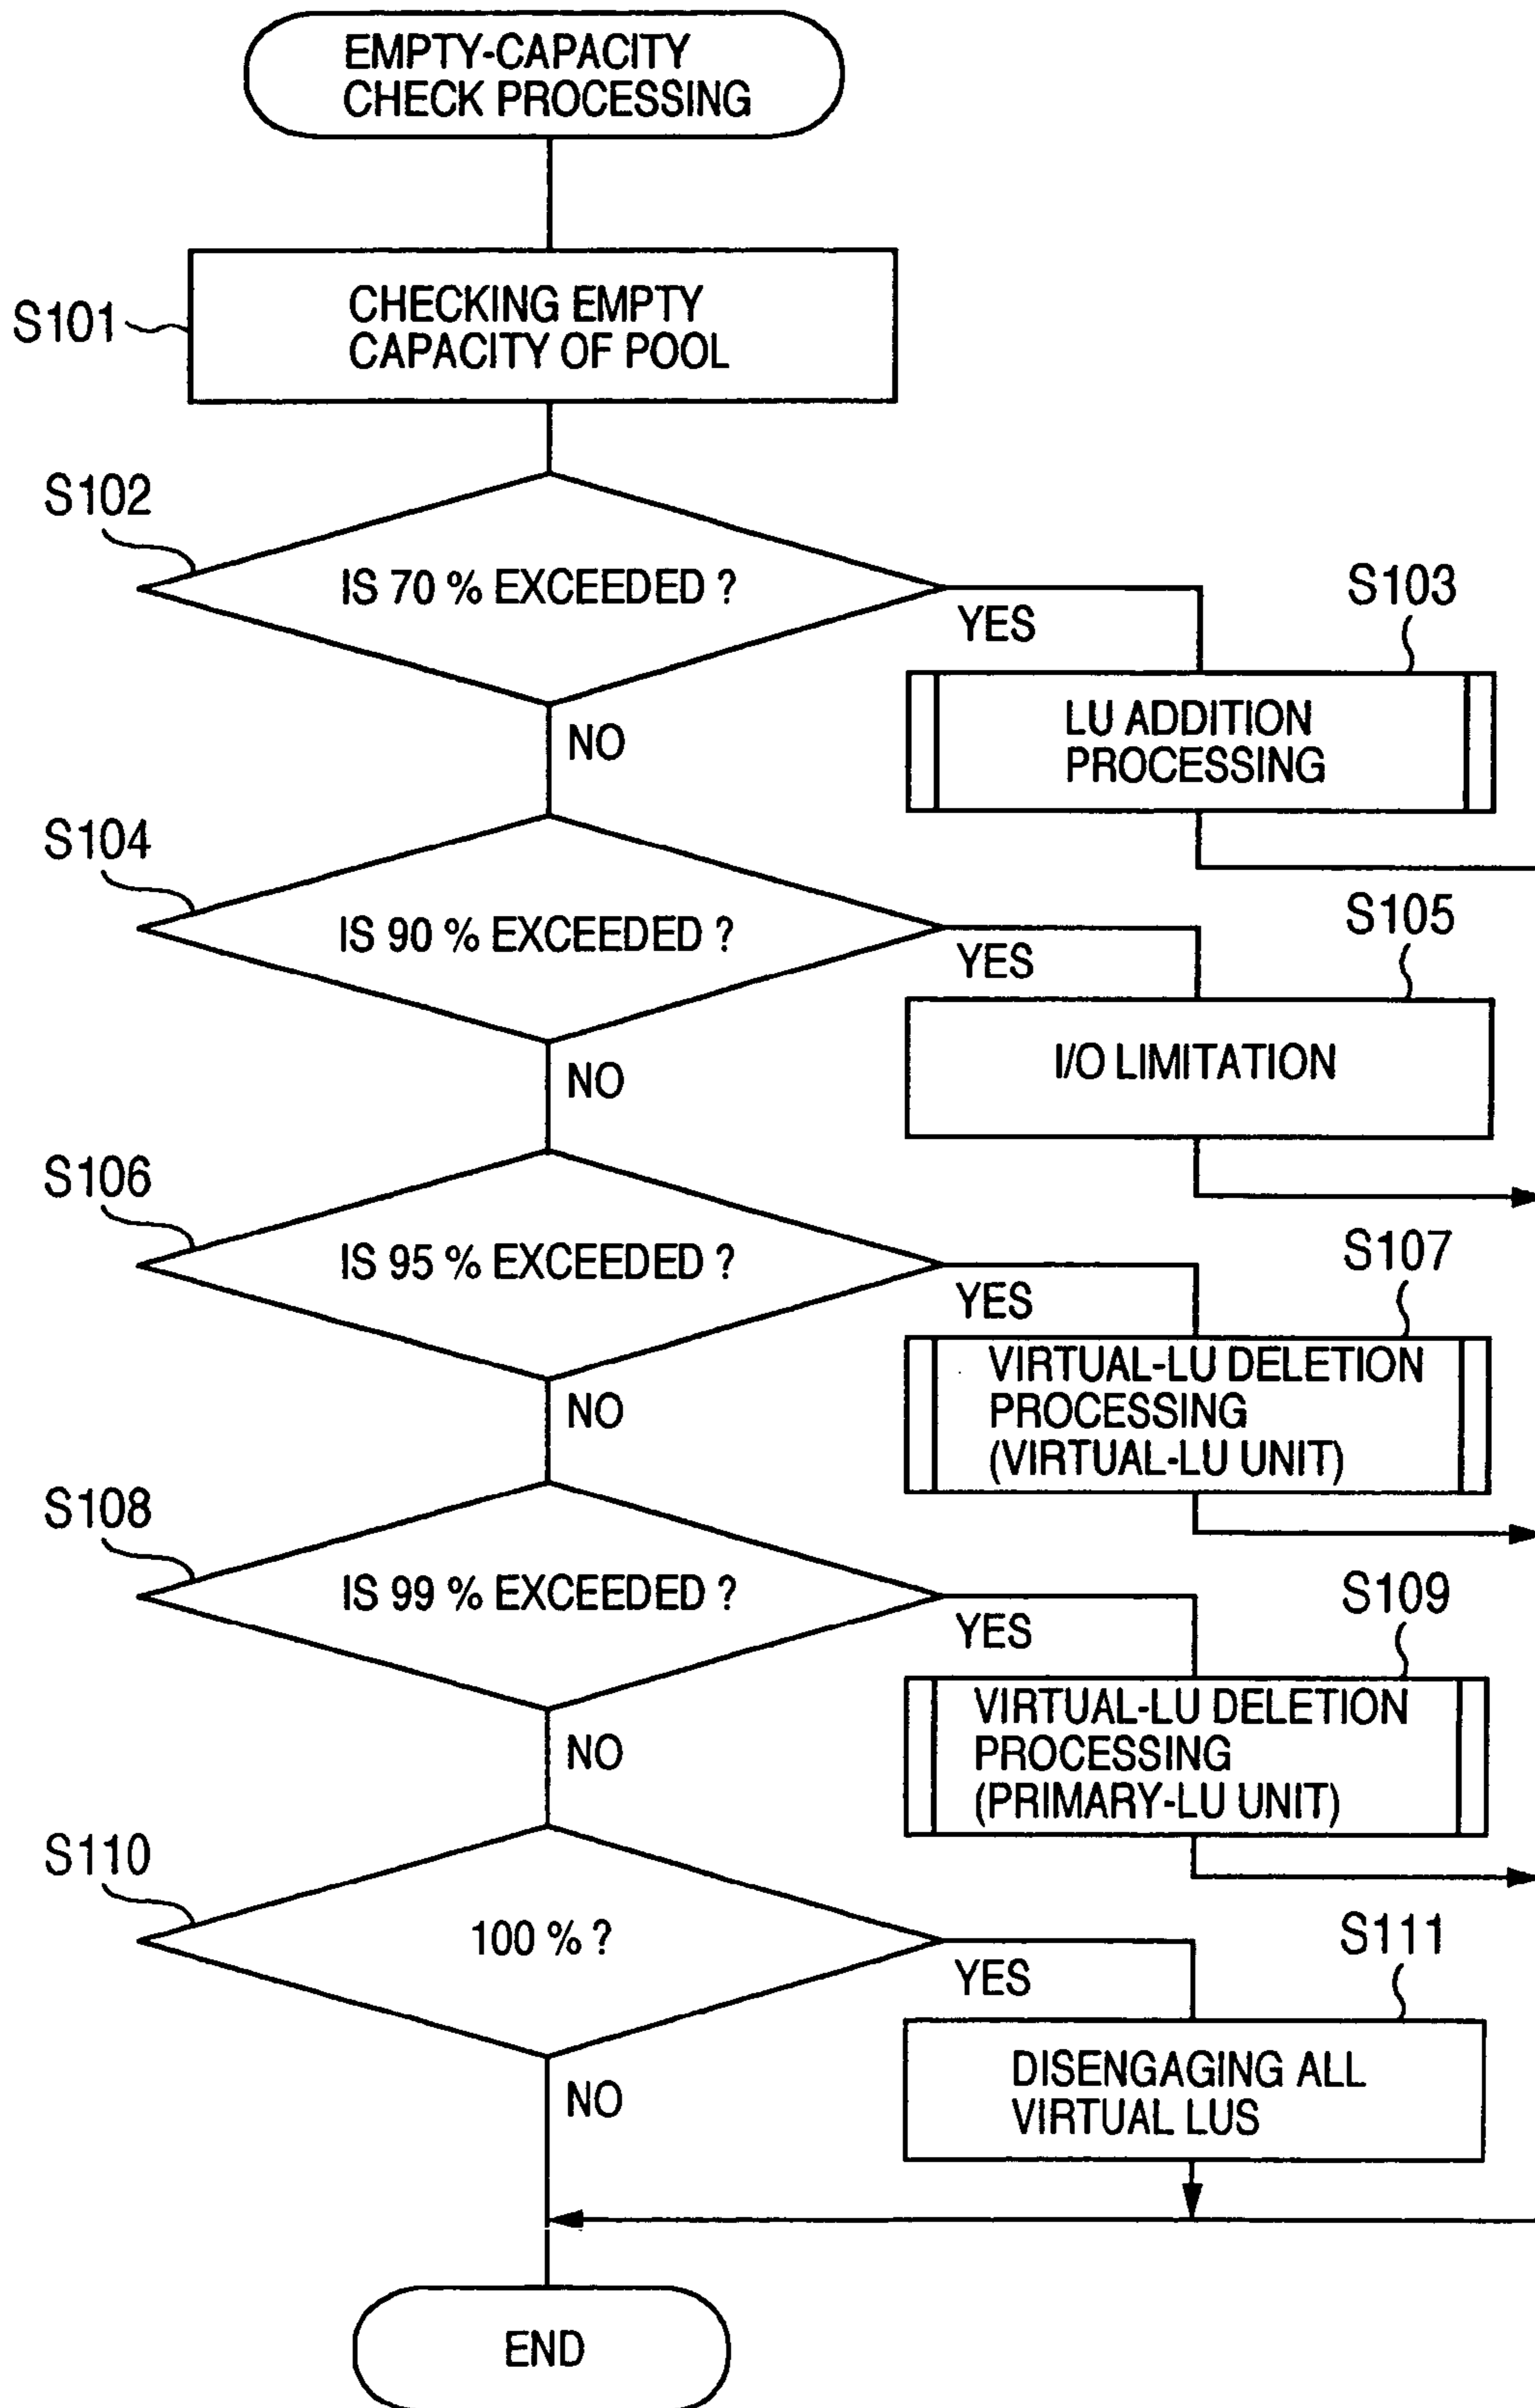 EMPTY-CAPACITY
CHECK PROCESSING
S101
CHECKING EMPTY
CAPACITY OF POOL
S102
IS 70 % EXCEEDED ?
YES
NO
S103
LU ADDITION
PROCESSING
S104
IS 90 % EXCEEDED ?
YES
NO
S105
I/O LIMITATION
S106
IS 95 % EXCEEDED ?
YES
NO
S107
VIRTUAL-LU DELETION
PROCESSING
(VIRTUAL-LU UNIT)
S108
IS 99 % EXCEEDED ?
YES
NO
S109
VIRTUAL-LU DELETION
PROCESSING
(PRIMARY-LU UNIT)
S110
100 % ?
YES
NO
S111
DISENGAGING ALL
VIRTUAL LUS
END